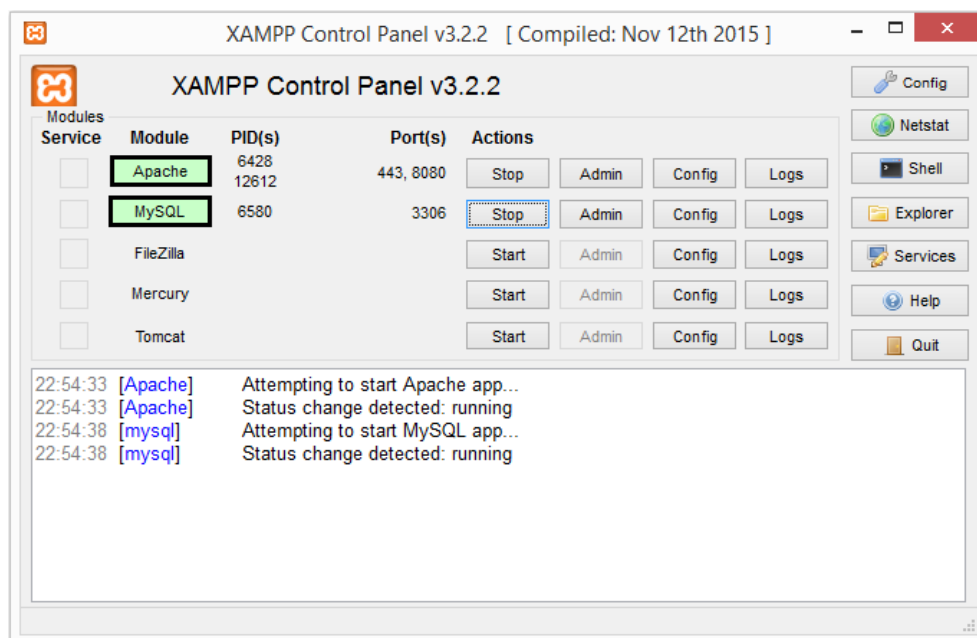 XAMPP Control Panel v3.2.2 [ Compiled: Nov 12th 2015 ]
XAMPP Control Panel v3.2.2
Config
Modules
Service Module PID(s) Port(s) Actions
Netstat
Apache 6428 12612 443, 8080 Stop Admin Config Logs
Shell
MySQL 6580 3306 Stop Admin Config Logs
Explorer
FileZilla Start Admin Config Logs
Services
Mercury Start Admin Config Logs
Help
Tomcat Start Admin Config Logs
Quit
22:54:33 [Apache] Attempting to start Apache app...
22:54:33 [Apache] Status change detected: running
22:54:38 [mysql] Attempting to start MySQL app...
22:54:38 [mysql] Status change detected: running